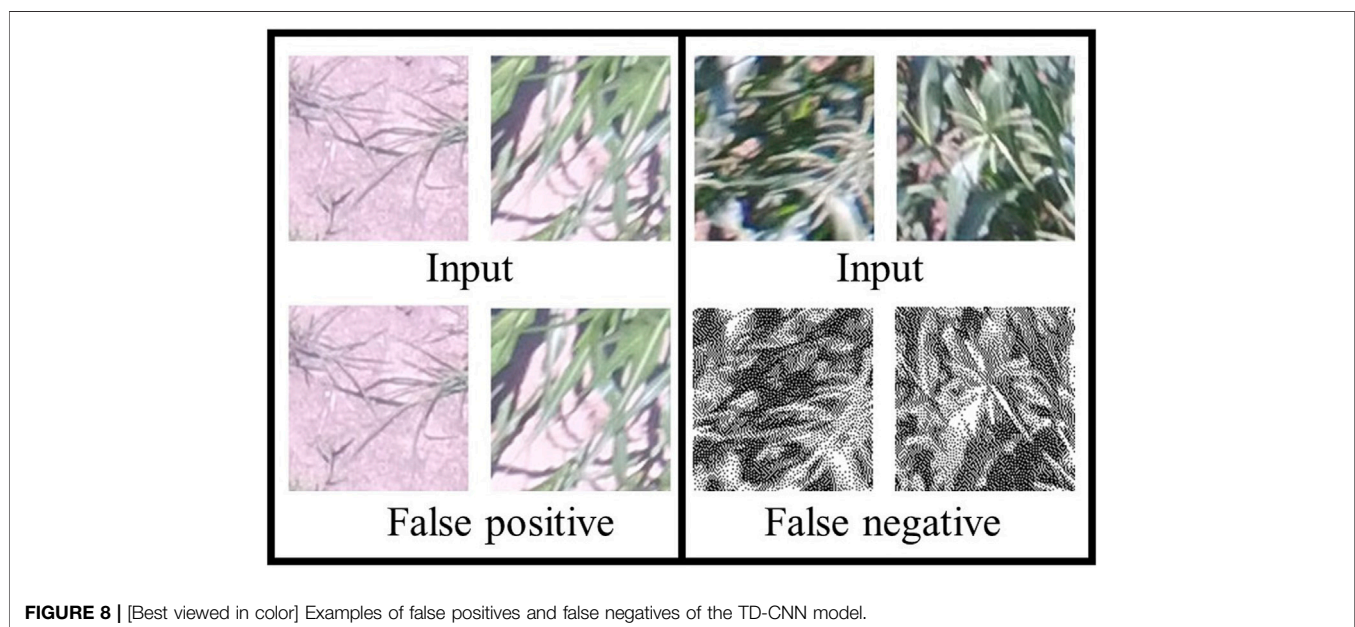 Input
Input
False positive
False negative
FIGURE 8 | [Best viewed in color] Examples of false positives and false negatives of the TD-CNN model.